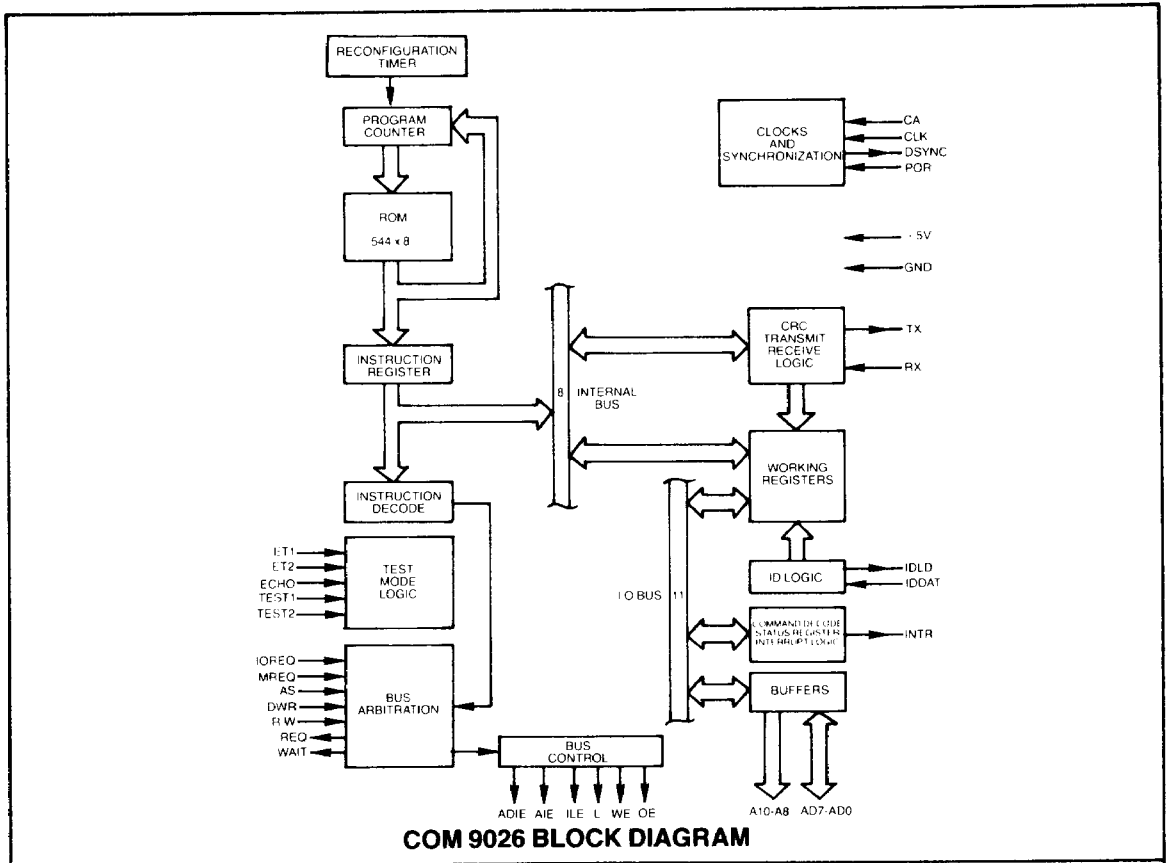 RECONFIGURATION
TIMER
PROGRAM
COUNTER
ROM
544 x 8
INSTRUCTION
REGISTER
INSTRUCTION
DECODE
ET1
ET2
ECHO
TEST1
TEST2
TEST
MODE
LOGIC
IOREQ
MREQ
AS
DWR
R W
REQ
WAIT
BUS
ARBITRATION
BUS
CONTROL
ADIE AIE ILE L WE OE
8
INTERNAL
BUS
I O BUS
11
CLOCKS
AND
SYNCHRONIZATION
CA
CLK
DSYNC
POR
5V
GND
CRC
TRANSMIT
RECEIVE
LOGIC
TX
RX
WORKING
REGISTERS
ID LOGIC
IDLD
IDDAT
COMMAND DECODE
STATUS REGISTER
INTERRUPT LOGIC
INTR
BUFFERS
A10-A8 AD7-AD0
COM 9026 BLOCK DIAGRAM